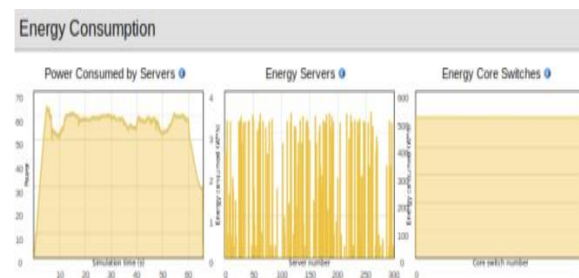 Energy Consumption
Power Consumed by Servers
Energy Servers
Energy Core Switches
70
60
50
40
30
20
10
0
10 20 30 40 50 60
Simulation time (s)
4
3
2
1
0 50 100 150 200 250 300
Server number
600
500
400
300
200
100
0
Core switch number